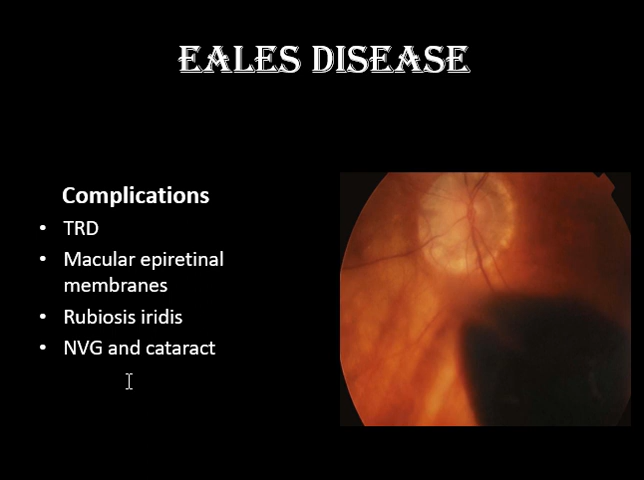 EALES DISEASE
Complications
• TRD
• Macular epiretinal
membranes
• Rubiosis iridis
• NVG and cataract